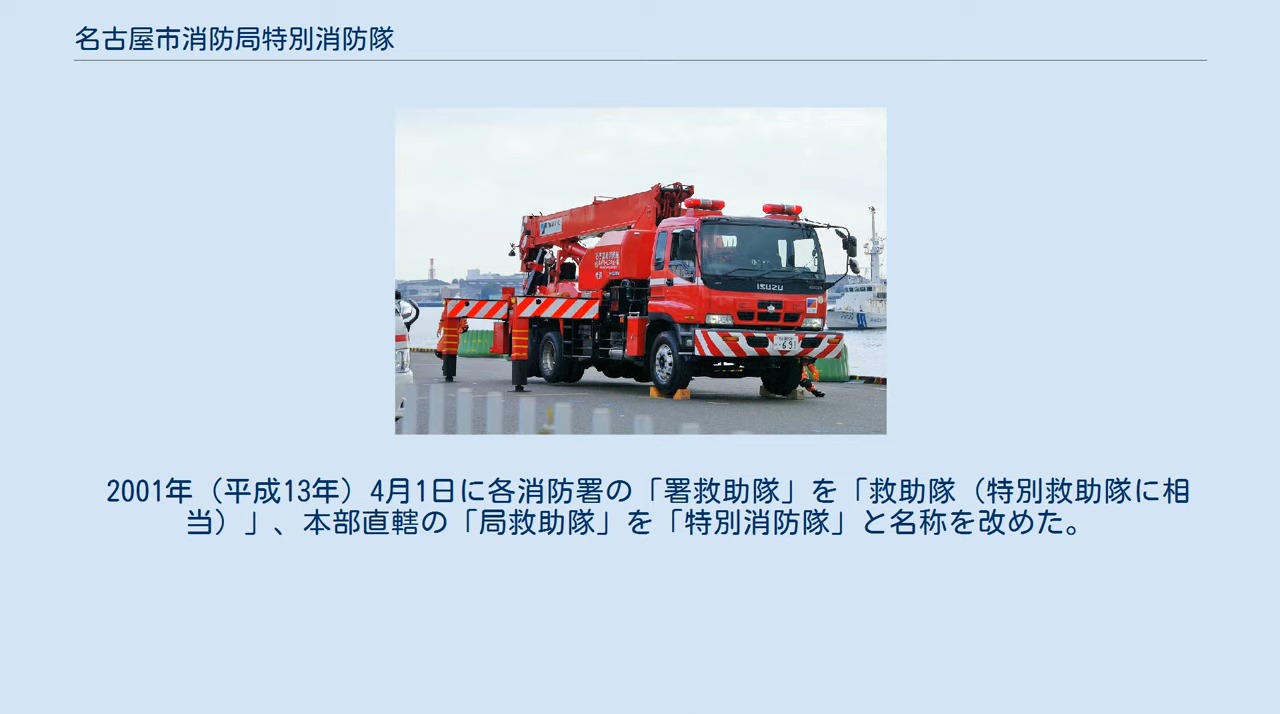 名古屋市消防局特別消防隊
ISUZU
691
2001年（平成13年）4月1日に各消防署の「署救助隊」を「救助隊（特別救助隊に相
当）」、本部直轄の「局救助隊」を「特別消防隊」と名称を改めた。